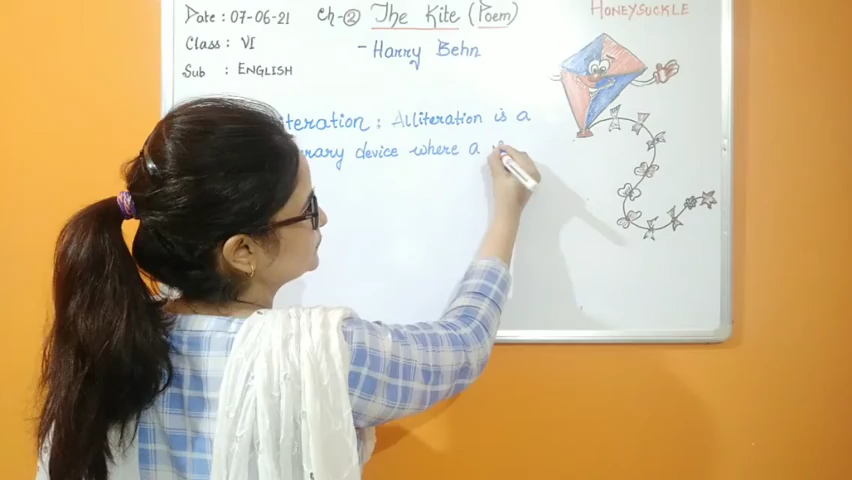 Date : 07-06-21 Ch-② The Kite (Poem) HONEYSUCKLE
Class : VI - Harry Behn
Sub : ENGLISH
iteration : Alliteration is a
device where a